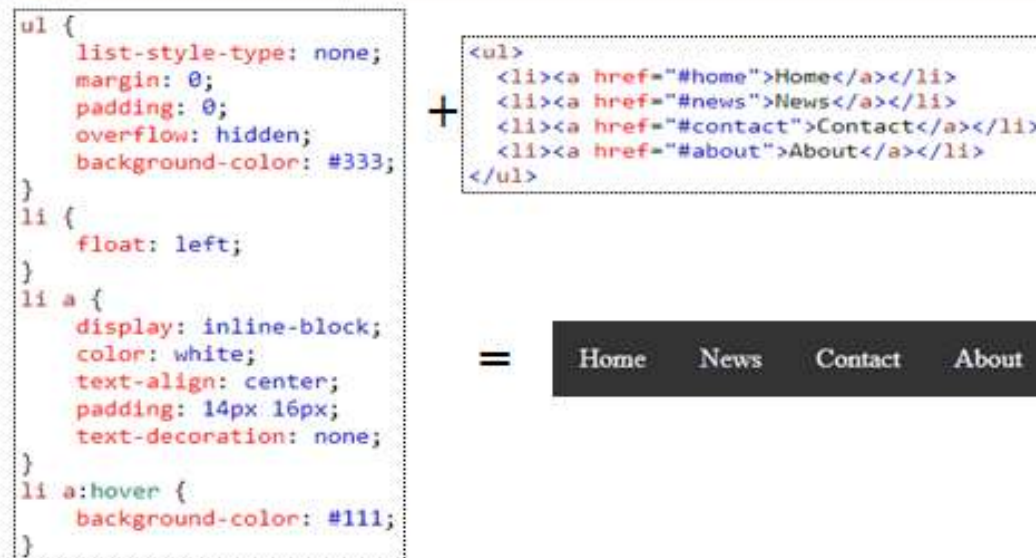 ul {
    list-style-type: none;
    margin: 0;
    padding: 0;
    overflow: hidden;
    background-color: #333;
}
li {
    float: left;
}
li a {
    display: inline-block;
    color: white;
    text-align: center;
    padding: 14px 16px;
    text-decoration: none;
}
li a:hover {
    background-color: #111;
}
+
<ul>
  <li><a href="#home">Home</a></li>
  <li><a href="#news">News</a></li>
  <li><a href="#contact">Contact</a></li>
  <li><a href="#about">About</a></li>
</ul>
=
Home News Contact About